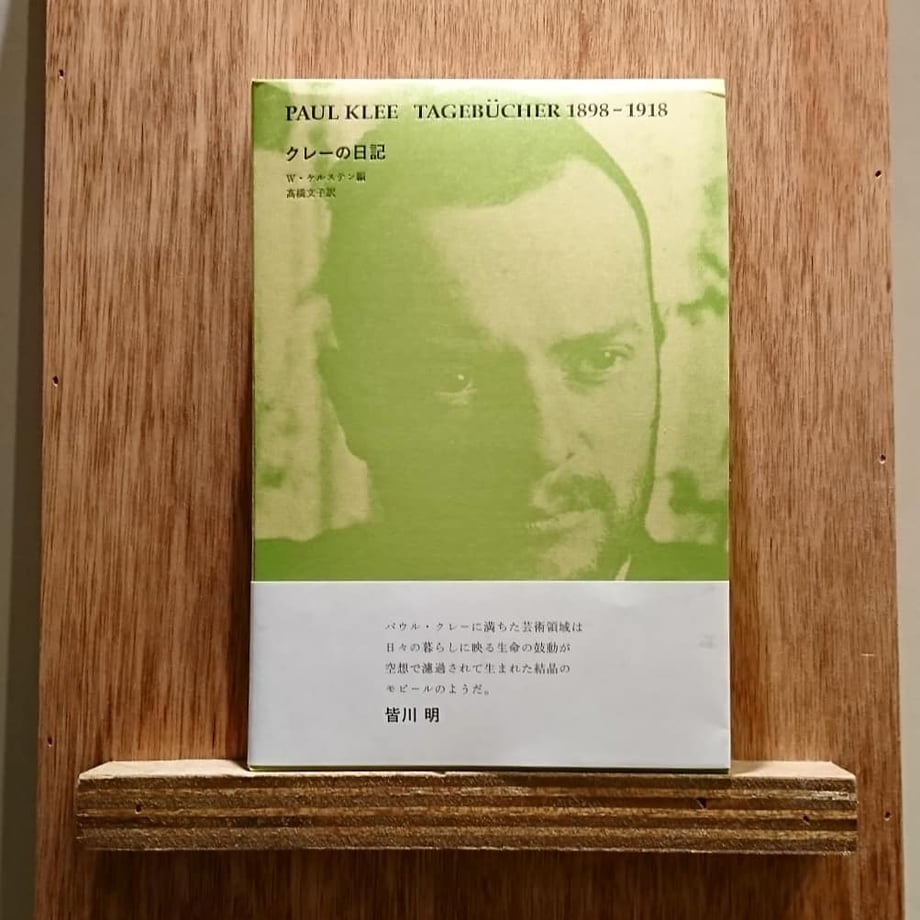 PAUL KLEE TAGEBÜCHER 1898–1918
クレーの日記
W・ケルステン編
高橋文子訳
パウル・クレーに満ちた芸術領域は
日々の暮らしに映る生命の鼓動が
空想で濾過されて生まれた結晶の
モビールのようだ。
皆川 明